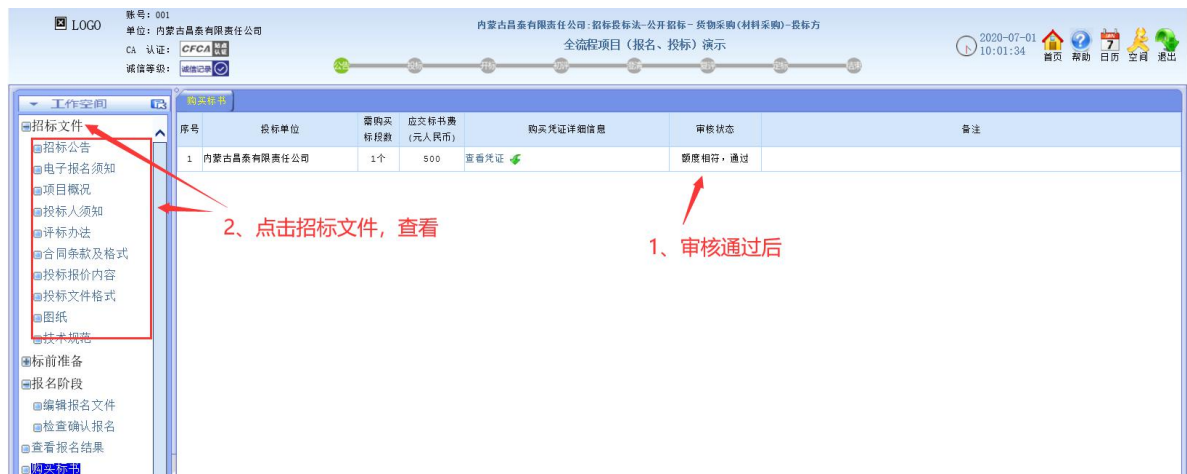 LOGO
账号: 001
单位: 内蒙古昌泰有限责任公司
CA 认证: CFCA 认证
诚信等级: 诚信记录
内蒙古昌泰有限责任公司:招标投标法-公开招标-货物采购(材料采购)-投标方
全流程项目（报名、投标）演示
公告
2020-07-01
10:01:34
7
首页 帮助 日历 空间 退出
工作空间
购买标书
招标文件
招标公告
电子报名须知
项目概况
投标人须知
评标办法
合同条款及格式
投标报价内容
投标文件格式
图纸
技术规范
标前准备
报名阶段
编辑报名文件
检查确认报名
查看报名结果
购买标书
序号 投标单位 需购买标段数 应交标书费(元人民币) 购买凭证详细信息 审核状态 备注
1 内蒙古昌泰有限责任公司 1个 500 查看凭证 额度相符，通过
2、点击招标文件，查看
1、审核通过后